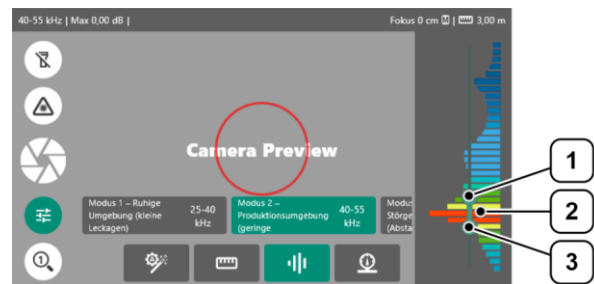 40-55 kHz | Max 0,00 dB |
Fokus 0 cm M | 3,00 m
Camera Preview
Modus 1 – Ruhige
Umgebung (kleine
Leckagen)
25-40
kHz
Modus 2 –
Produktionsumgebung
(geringe
40-55
kHz
Modus
Störge
(Absta
1
1
2
3